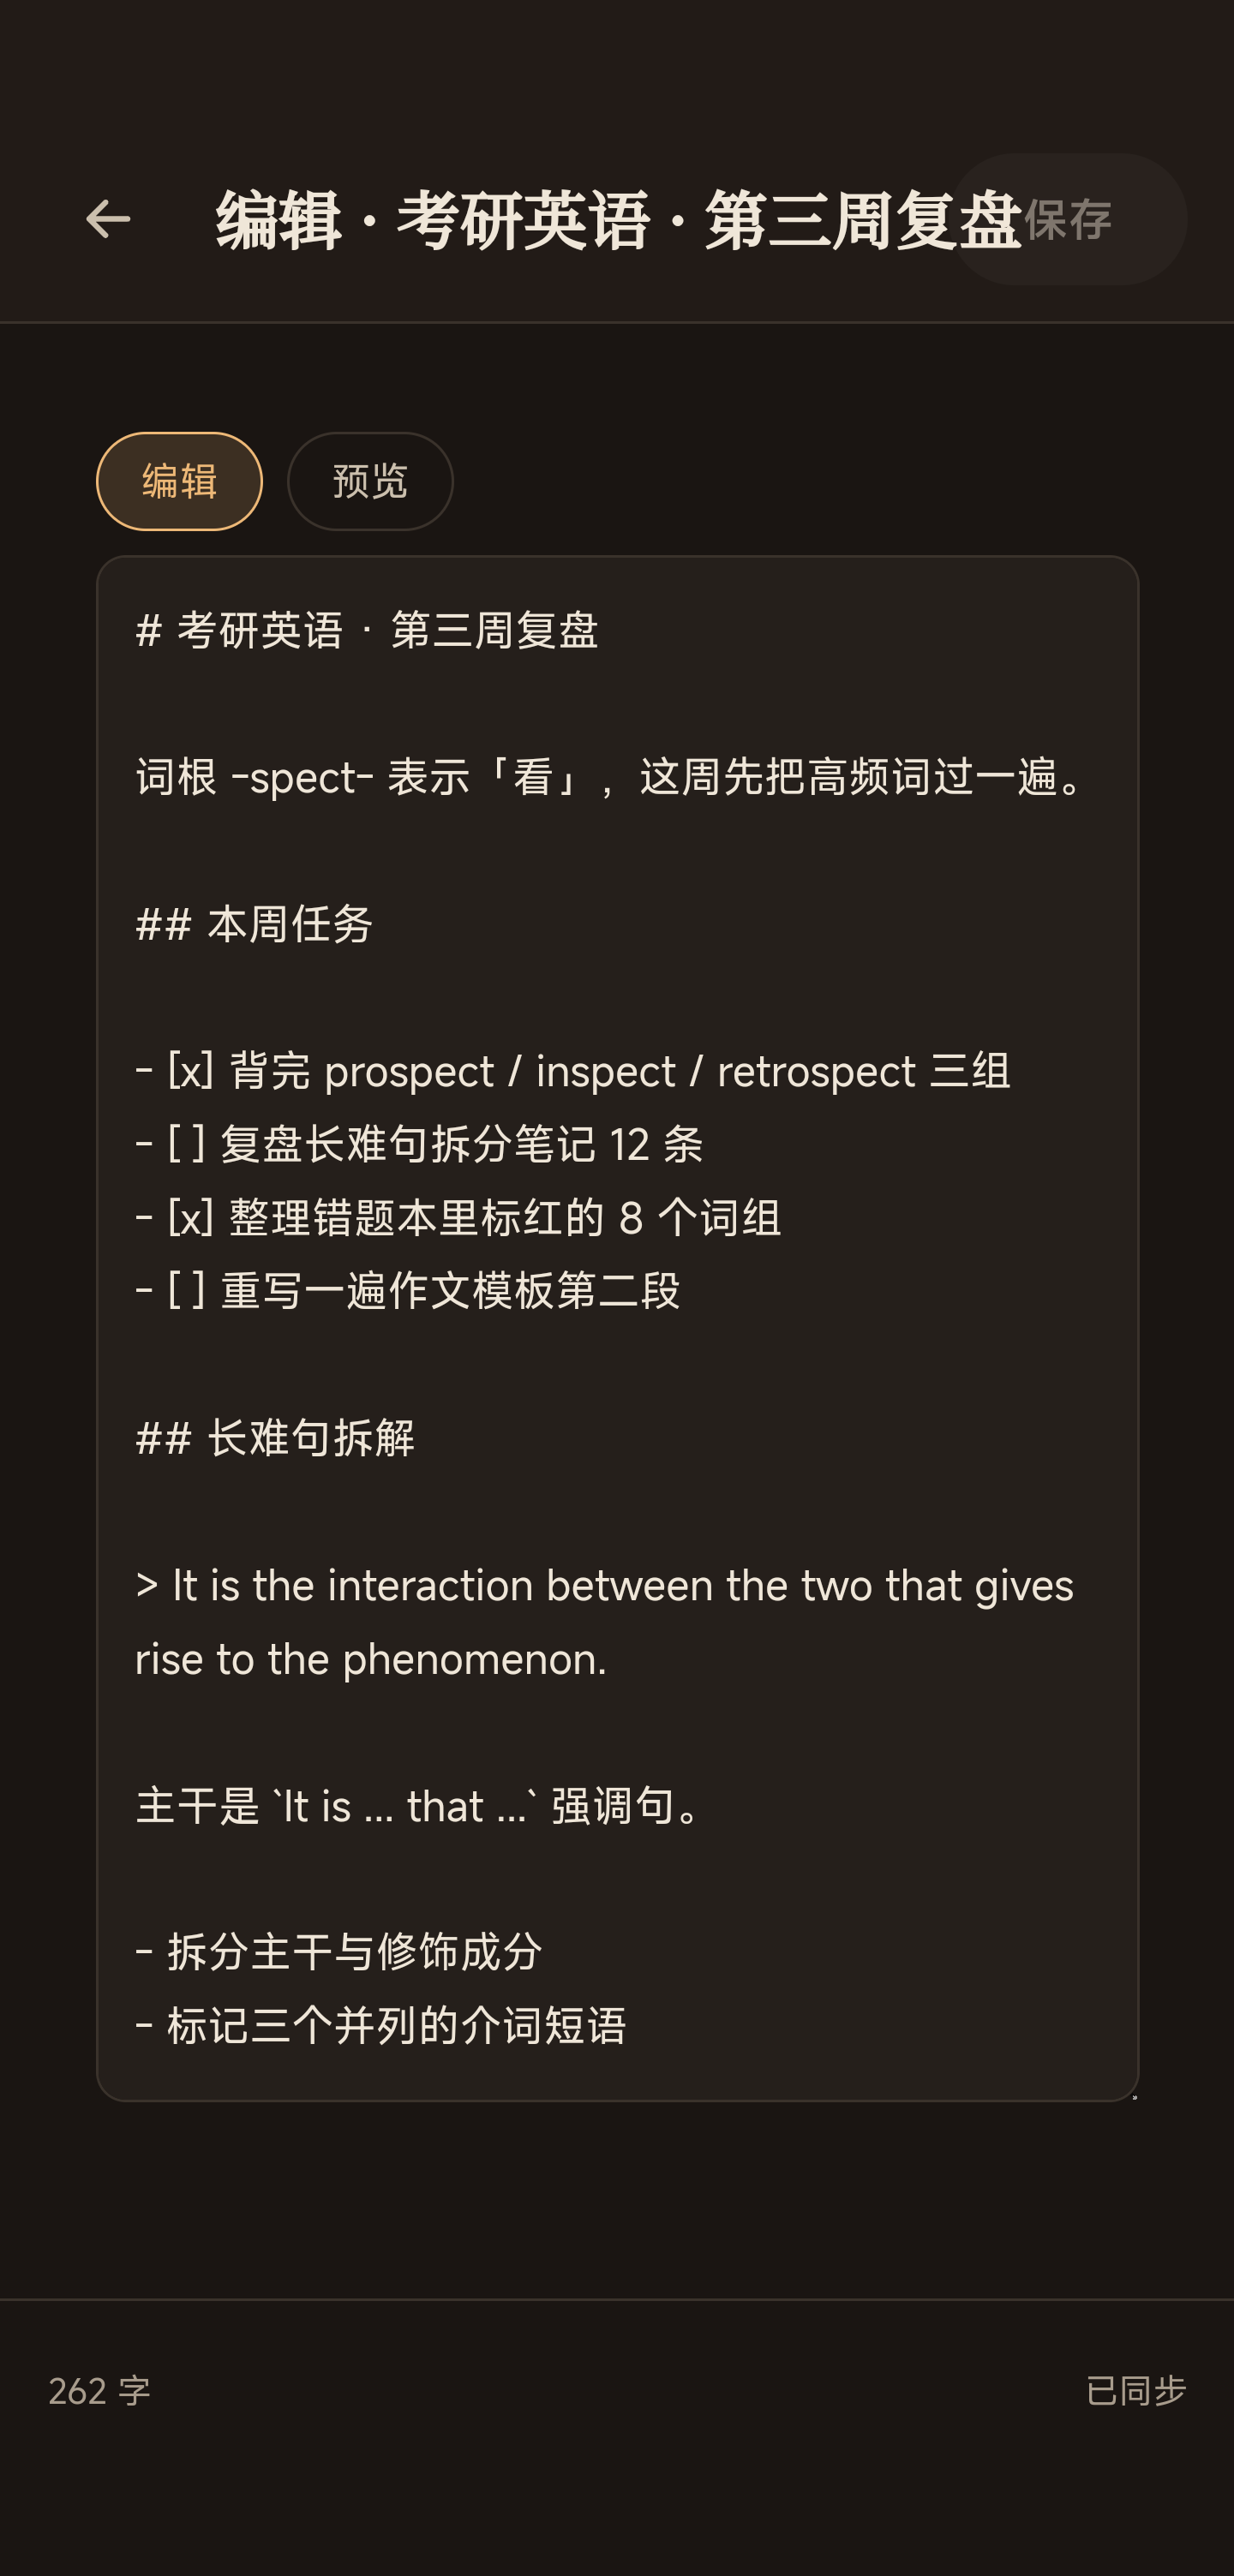 编辑 · 考研英语 · 第三周复盘
保存
编辑
预览
# 考研英语 · 第三周复盘
词根 -spect- 表示「看」，这周先把高频词过一遍。
## 本周任务
- [x] 背完 prospect / inspect / retrospect 三组
- [ ] 复盘长难句拆分笔记 12 条
- [x] 整理错题本里标红的 8 个词组
- [ ] 重写一遍作文模板第二段
## 长难句拆解
> It is the interaction between the two that gives
rise to the phenomenon.
主干是 `It is ... that ...` 强调句。
- 拆分主干与修饰成分
- 标记三个并列的介词短语
262 字
已同步